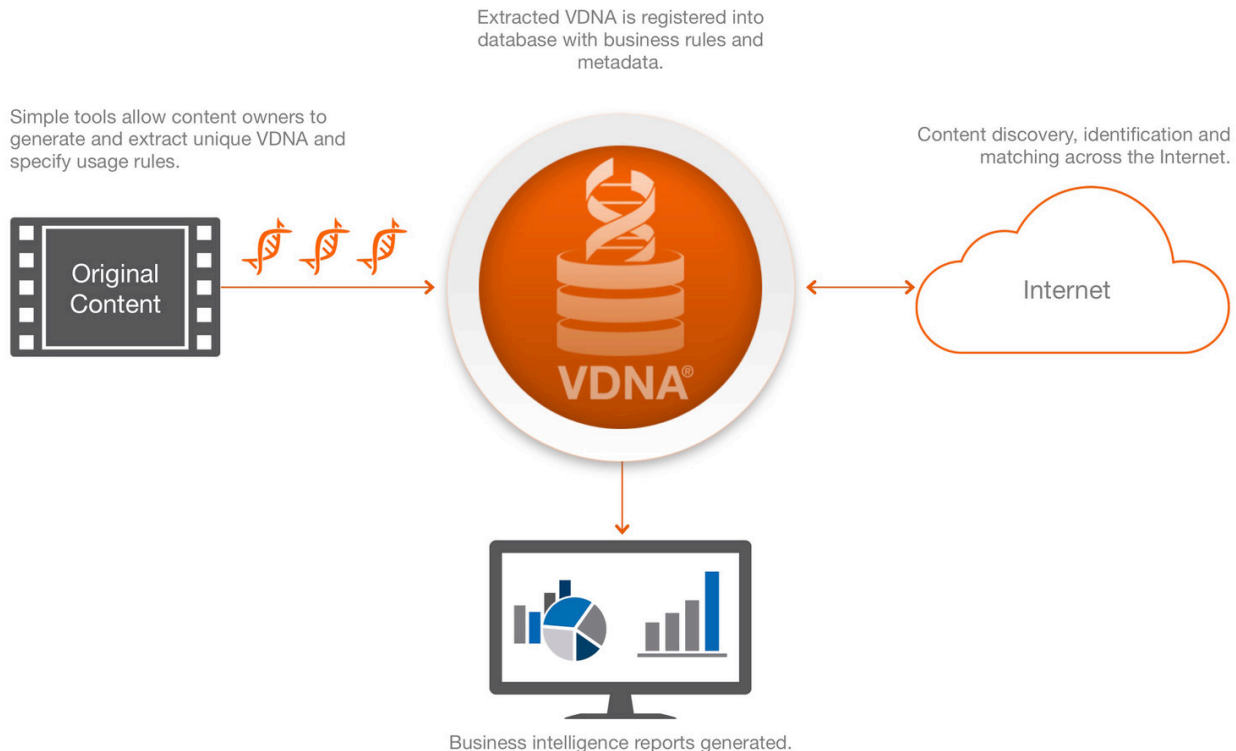 Extracted VDNA is registered into
database with business rules and
metadata.
Simple tools allow content owners to
generate and extract unique VDNA and
specify usage rules.
Content discovery, identification and
matching across the Internet.
Original
Content
VDNA®
Internet
Business intelligence reports generated.